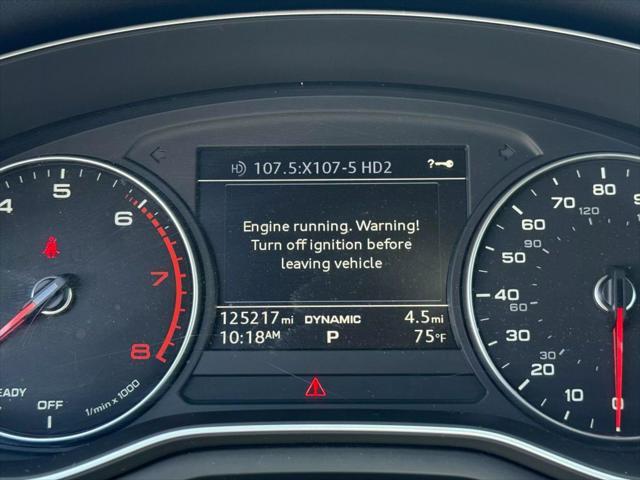 107.5:X107-5 HD2 ?
Engine running. Warning!
Turn off ignition before
leaving vehicle
125217mi DYNAMIC 4.5mi
10:18AM P 75°F
4 5 6 7 8
EADY OFF 1/min x 1000
0 10 20 30 40 50 60 70 80 9
30 60 90 120